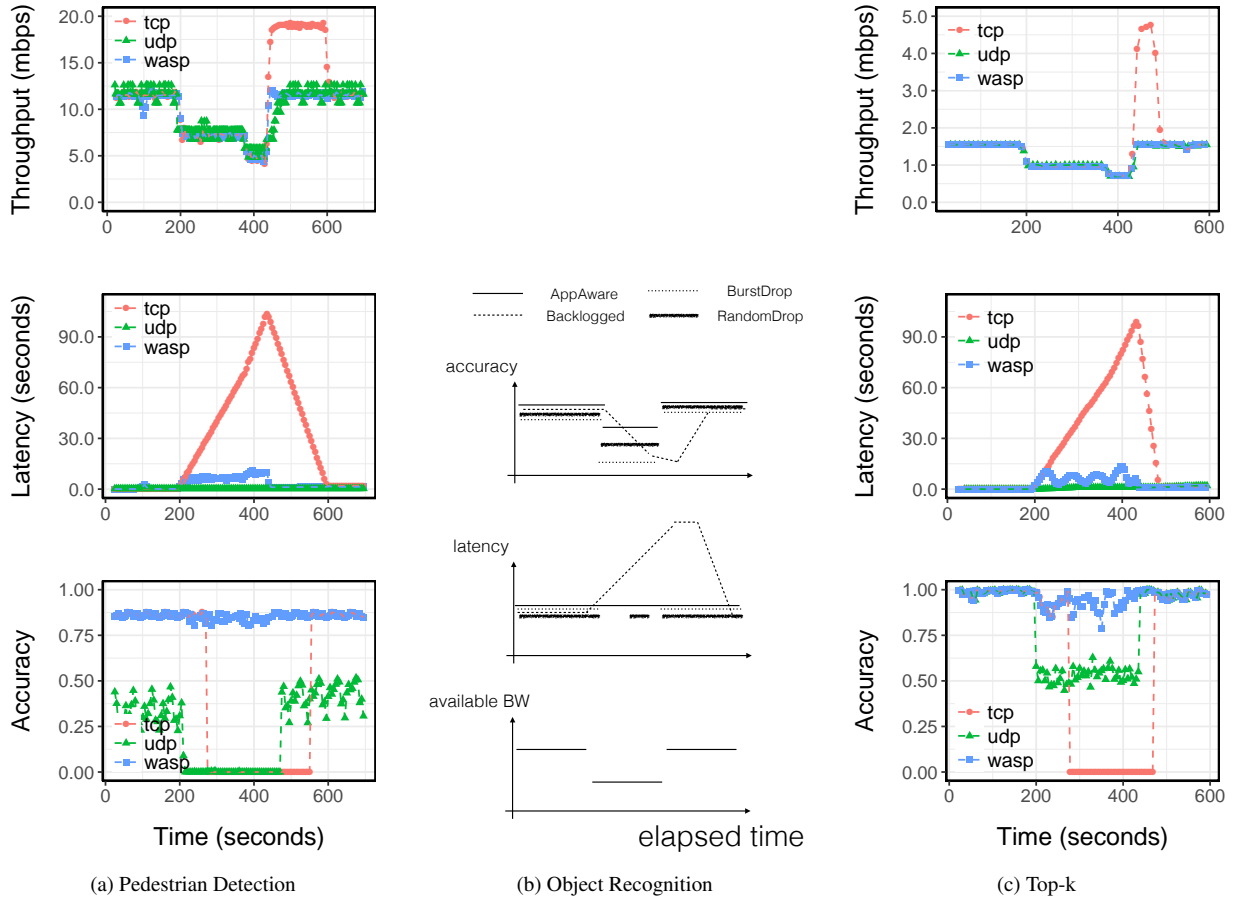 Throughput (mbps)
20.0
15.0
10.0
5.0
0.0
tcp
udp
wasp
0 200 400 600
Latency (seconds)
90.0
60.0
30.0
0.0
tcp
udp
wasp
0 200 400 600
Accuracy
1.00
0.75
0.50
0.25
0.00
tcp
udp
wasp
0 200 400 600
Time (seconds)
(a) Pedestrian Detection
AppAware BurstDrop
Backlogged RandomDrop
accuracy
latency
available BW
elapsed time
(b) Object Recognition
Throughput (mbps)
5.0
4.0
3.0
2.0
1.0
0.0
tcp
udp
wasp
200 400 600
Latency (seconds)
90.0
60.0
30.0
0.0
tcp
udp
wasp
0 200 400 600
Accuracy
1.00
0.75
0.50
0.25
0.00
tcp
udp
wasp
0 200 400 600
Time (seconds)
(c) Top-k